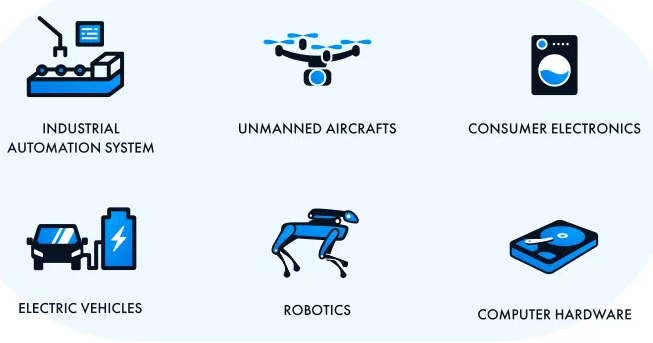 INDUSTRIAL
AUTOMATION SYSTEM
UNMANNED AIRCRAFTS
CONSUMER ELECTRONICS
ELECTRIC VEHICLES
ROBOTICS
COMPUTER HARDWARE